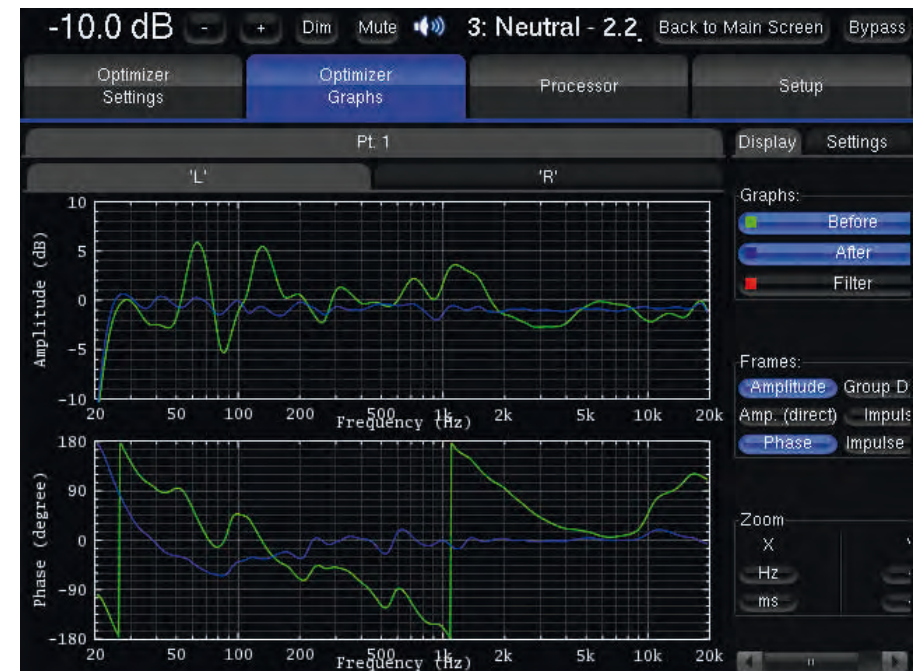 -10.0 dB - + Dim Mute 3: Neutral - 2.2 Back to Main Screen Bypass
Optimizer Settings
Optimizer Graphs
Processor
Setup
Pt. 1
'L' 'R'
Display Settings
Graphs:
Before
After
Filter
Frames:
Amplitude Group D
Amp. (direct) Impuls
Phase Impulse
Zoom
X
Hz
ms
Amplitude (dB)
10
5
0
-5
-10
20 50 100 200 500 1k 2k 5k 10k 20k
Frequency (Hz)
Phase (degree)
180
90
0
-90
-180
20 50 100 200 2k 5k 10k 20k
Frequency (Hz)